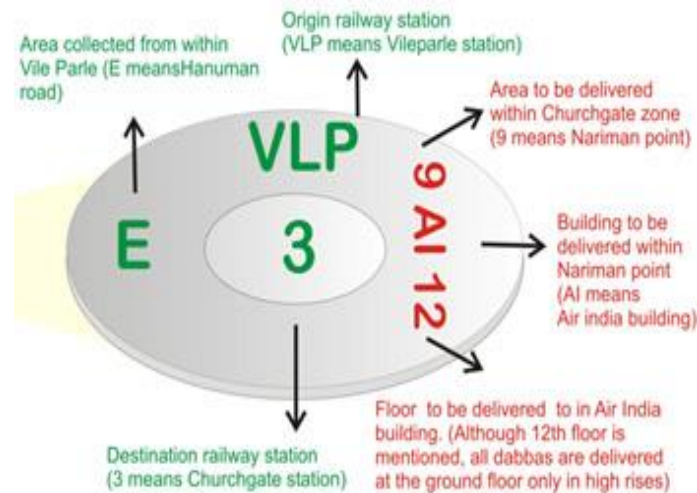 Origin railway station
(VLP means Vileparle station)
Area collected from within
Vile Parle (E meansHanuman
road)
Area to be delivered
within Churchgate zone
(9 means Nariman point)
VLP
E
3
9 AI 12
Building to be
delivered within
Nariman point
(AI means
Air india building)
Destination railway station
(3 means Churchgate station)
Floor to be delivered to in Air India
building. (Although 12th floor is
mentioned, all dabbas are delivered
at the ground floor only in high rises)